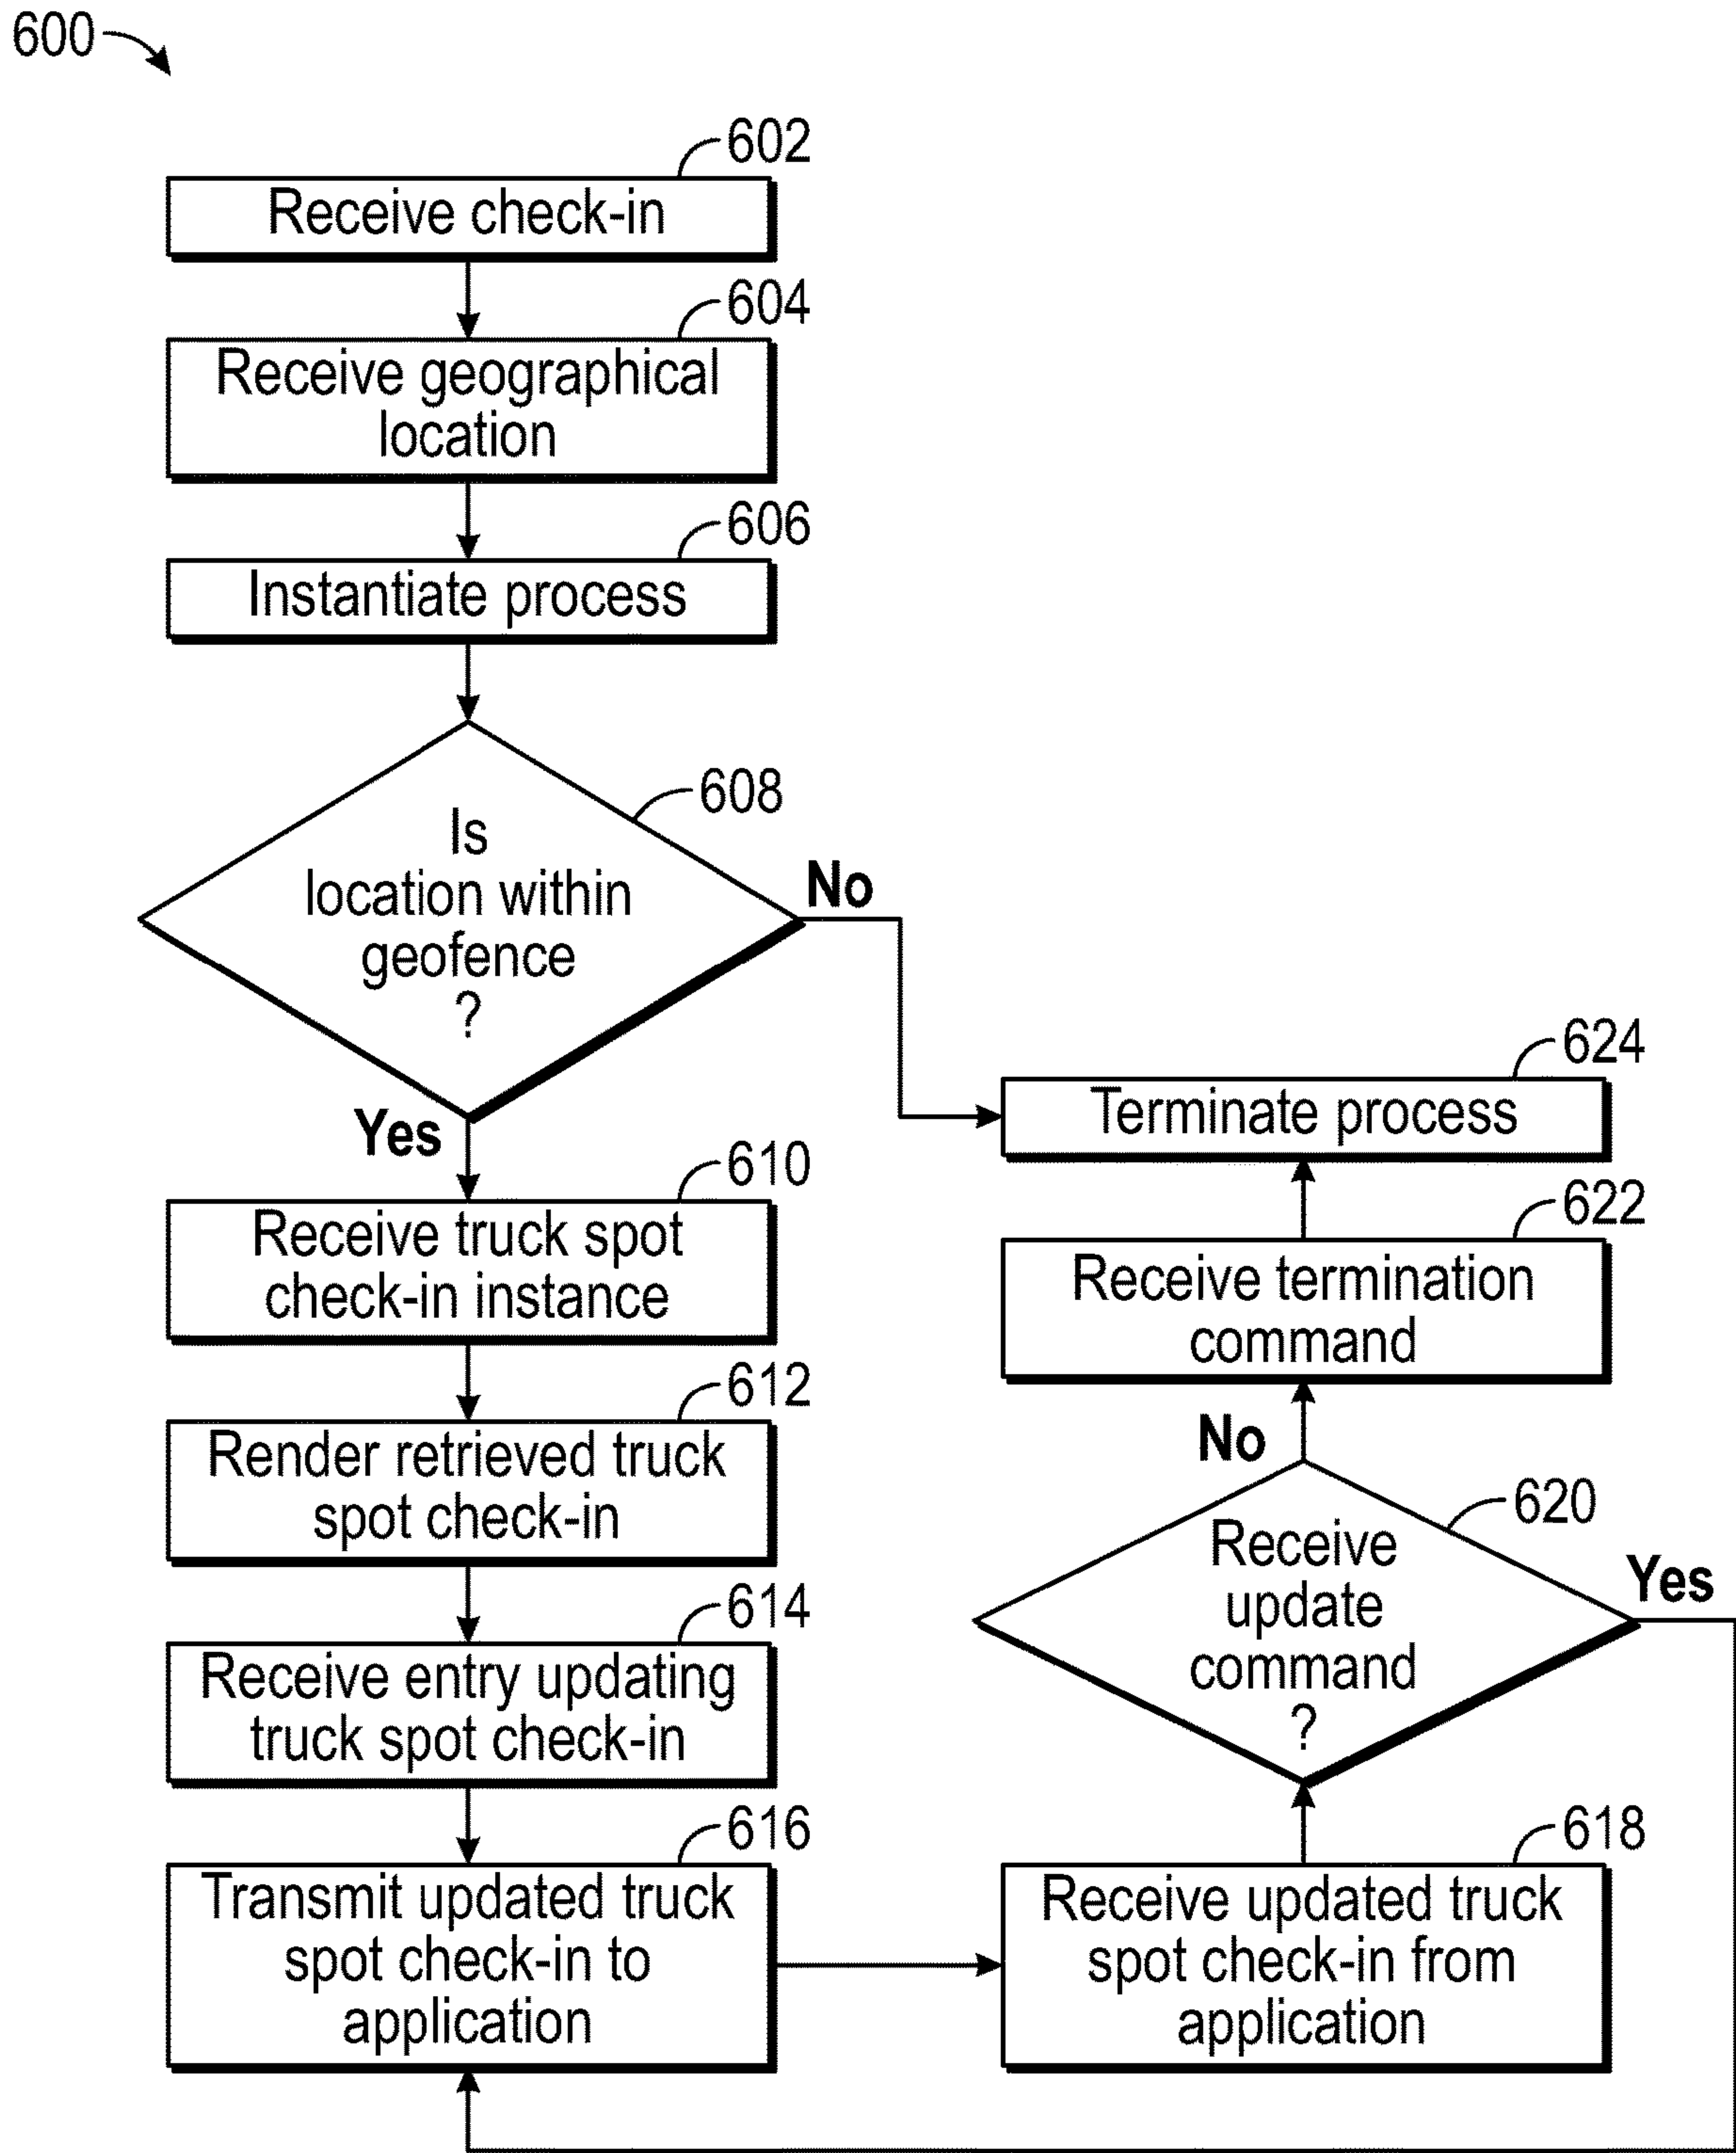 600
602
Receive check-in
604
Receive geographical
location
606
Instantiate process
608
Is
location within
geofence
?
No
Yes
610
Receive truck spot
check-in instance
612
Render retrieved truck
spot check-in
614
Receive entry updating
truck spot check-in
616
Transmit updated truck
spot check-in to
application
618
Receive updated truck
spot check-in from
application
620
Receive
update
command
?
Yes
No
622
Receive termination
command
624
Terminate process